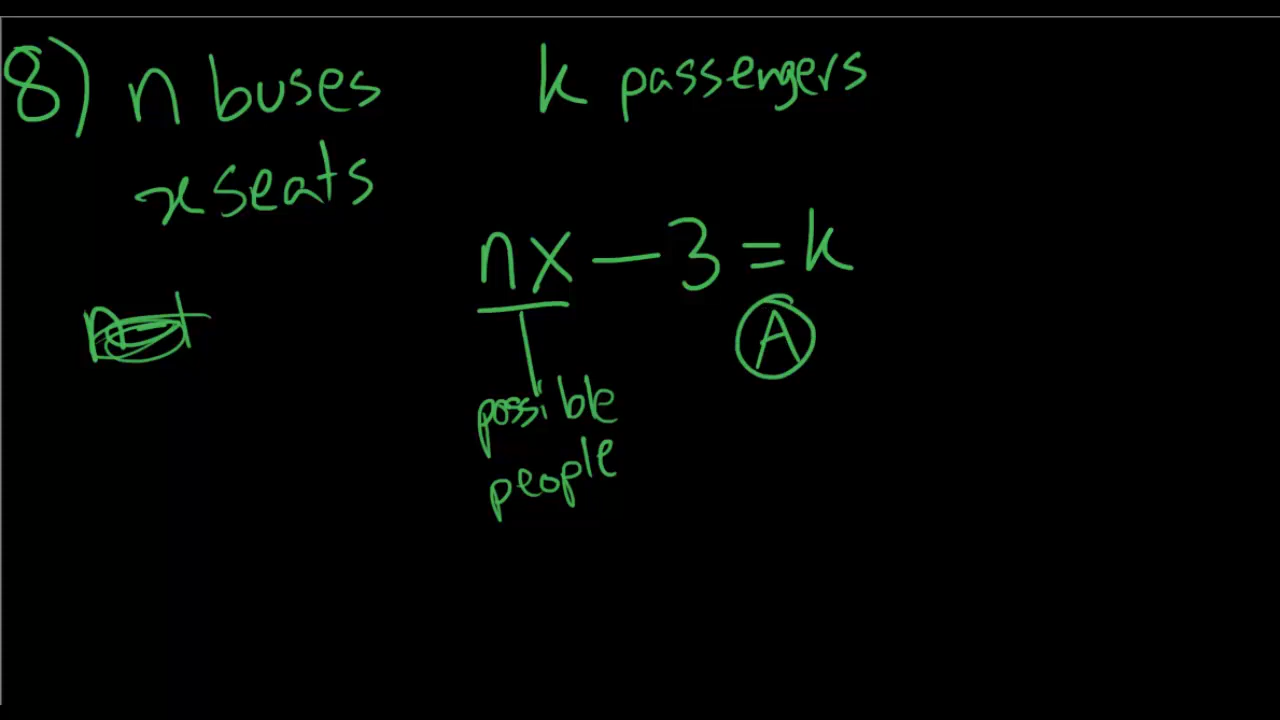 8) n buses k passengers
x seats
nx - 3 = k
A
possible
people